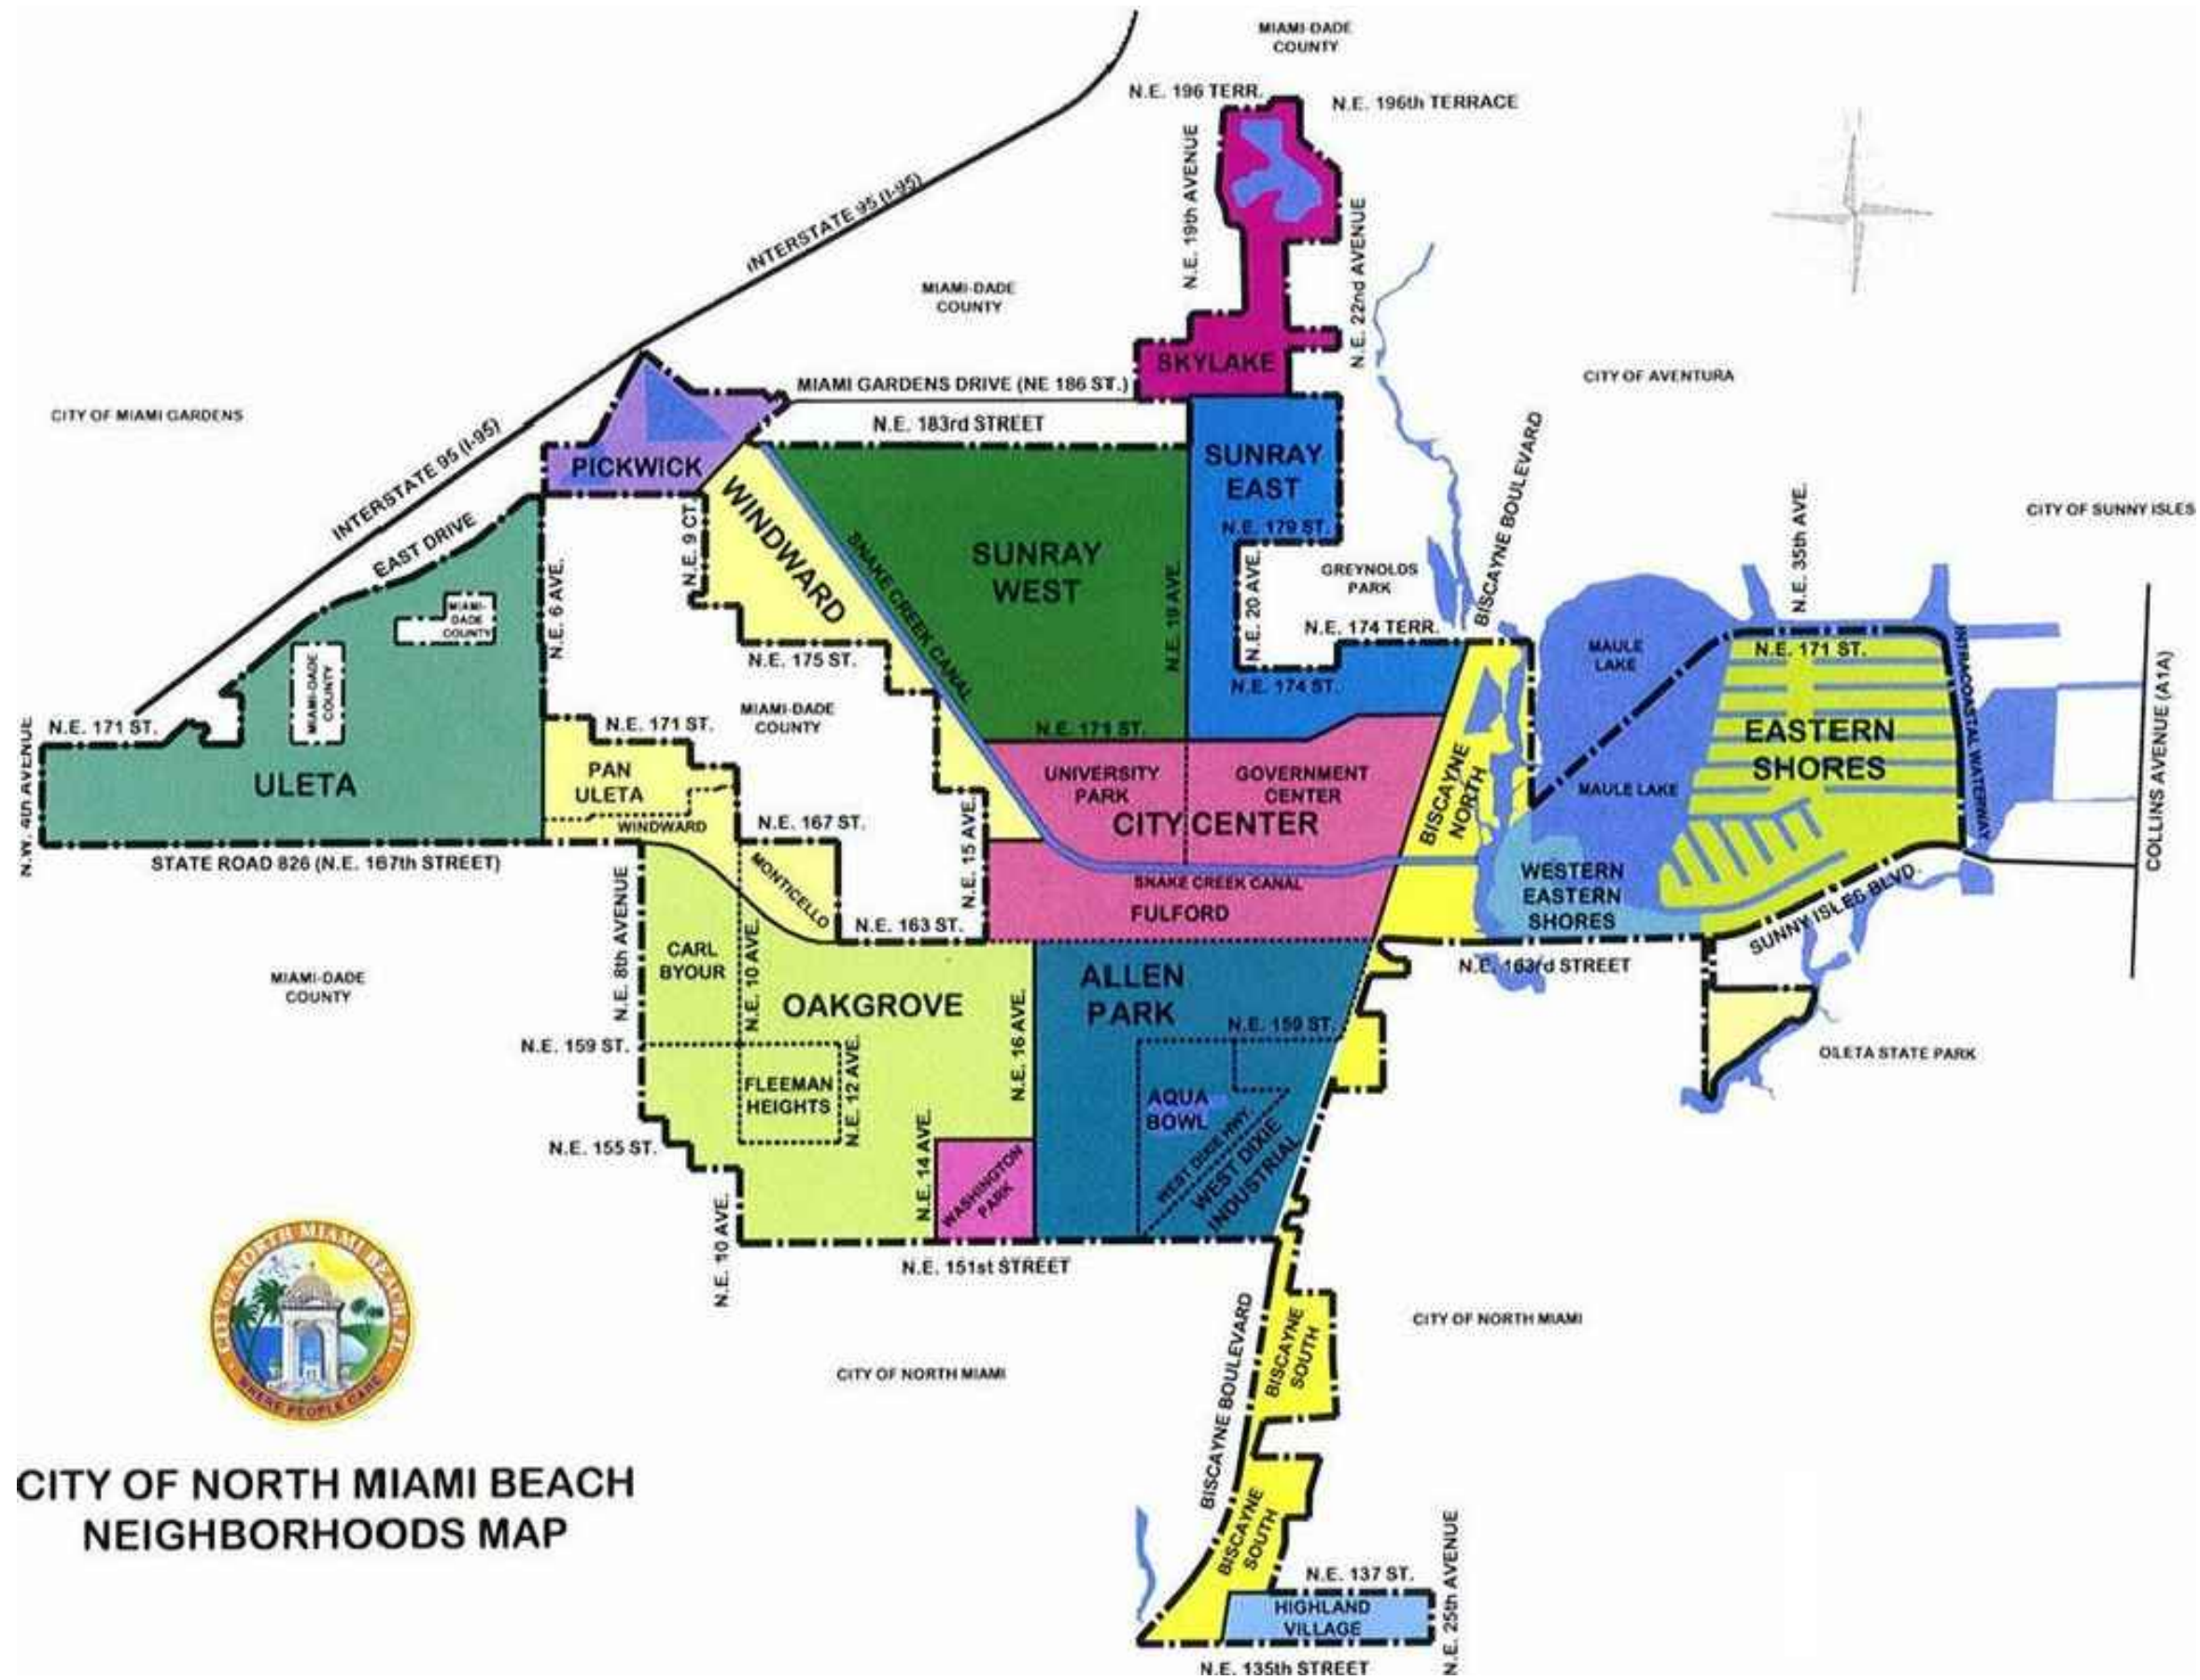 MIAMI-DADE
COUNTY
N.E. 196 TERR.
N.E. 196th TERRACE
N.E. 19th AVENUE
INTERSTATE 95 (I-95)
N.E. 22nd AVENUE
MIAMI-DADE
COUNTY
SKYLAKE
CITY OF AVENTURA
MIAMI GARDENS DRIVE (NE 186 ST.)
CITY OF MIAMI GARDENS
N.E. 183rd STREET
BISCAYNE BOULEVARD
INTERSTATE 95 (I-95)
PICKWICK
SUNRAY
EAST
CITY OF SUNNY ISLES
N.E. 35th AVE.
EAST DRIVE
N.E. 9 CT.
WINDWARD
SNAKE CREEK CANAL
SUNRAY
WEST
N.E. 179 ST.
GREYNOLDS
PARK
N.E. 6 AVE.
N.E. 19 AVE.
N.E. 20 AVE.
MIAMI-
DADE
COUNTY
N.E. 174 TERR.
N.E. 175 ST.
MAULE
LAKE
N.E. 171 ST.
INTRACOASTAL WATERWAY
COLLINS AVENUE (A1A)
MIAMI-DADE
COUNTY
N.E. 174 ST.
N.W. 4th AVENUE
N.E. 171 ST.
N.E. 171 ST.
MIAMI-DADE
COUNTY
N.E. 171 ST.
EASTERN
SHORES
ULETA
PAN
ULETA
UNIVERSITY
PARK
GOVERNMENT
CENTER
BISCAYNE
NORTH
MAULE LAKE
WINDWARD
N.E. 167 ST.
CITY CENTER
N.E. 15 AVE.
STATE ROAD 826 (N.E. 167th STREET)
MONTICELLO
SNAKE CREEK CANAL
WESTERN
EASTERN
SHORES
FULFORD
N.E. 163 ST.
SUNNY ISLES BLVD.
N.E. 8th AVENUE
CARL
BYOUR
N.E. 10 AVE.
N.E. 163rd STREET
MIAMI-DADE
COUNTY
OAKGROVE
ALLEN
PARK
N.E. 16 AVE.
N.E. 159 ST.
N.E. 159 ST.
OLETA STATE PARK
FLEEMAN
HEIGHTS
N.E. 12 AVE.
AQUA
BOWL
N.E. 155 ST.
N.E. 14 AVE.
WASHINGTON
PARK
WEST DIXIE HWY.
WEST DIXIE
INDUSTRIAL
N.E. 10 AVE.
N.E. 151st STREET
BISCAYNE BOULEVARD
BISCAYNE
SOUTH
CITY OF NORTH MIAMI
CITY OF NORTH MIAMI
WHERE PEOPLE CARE
CITY OF NORTH MIAMI BEACH
NEIGHBORHOODS MAP
BISCAYNE
SOUTH
N.E. 137 ST.
HIGHLAND
VILLAGE
N.E. 25th AVENUE
N.E. 135th STREET